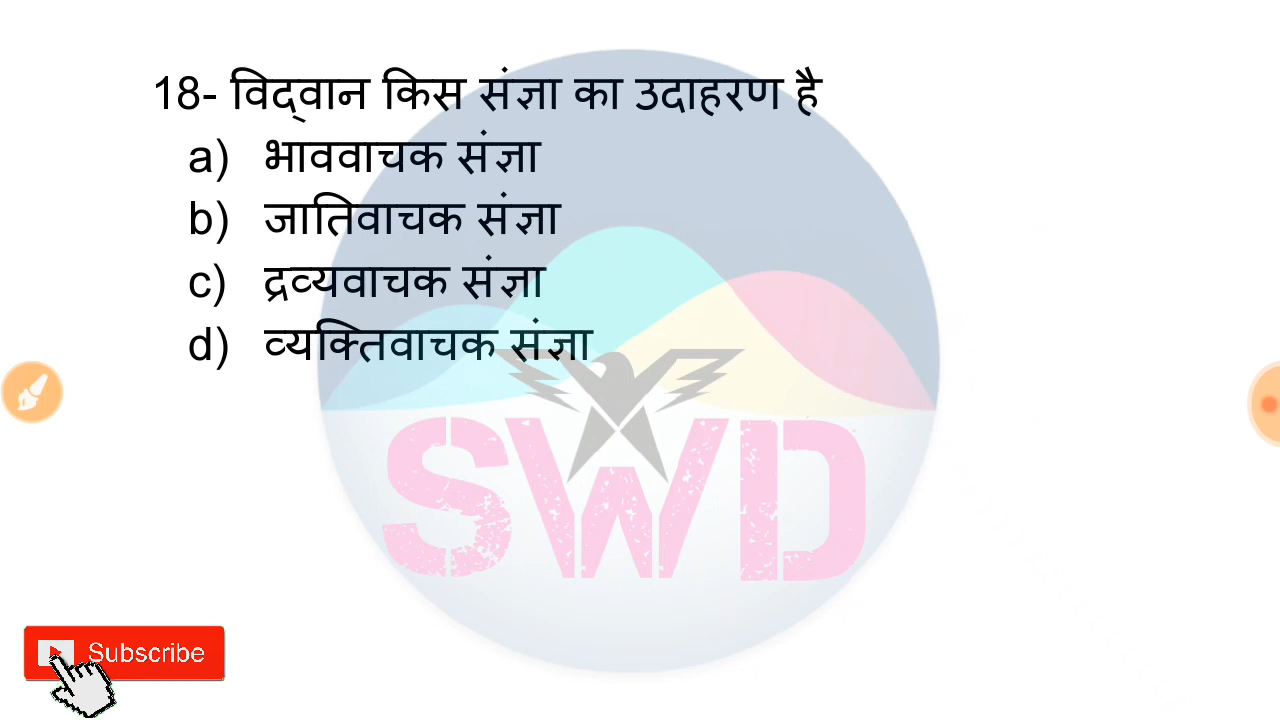 18- विद्वान किस संज्ञा का उदाहरण है
a) भाववाचक संज्ञा
b) जातिवाचक संज्ञा
c) द्रव्यवाचक संज्ञा
d) व्यक्तिवाचक संज्ञा
SWD
Subscribe